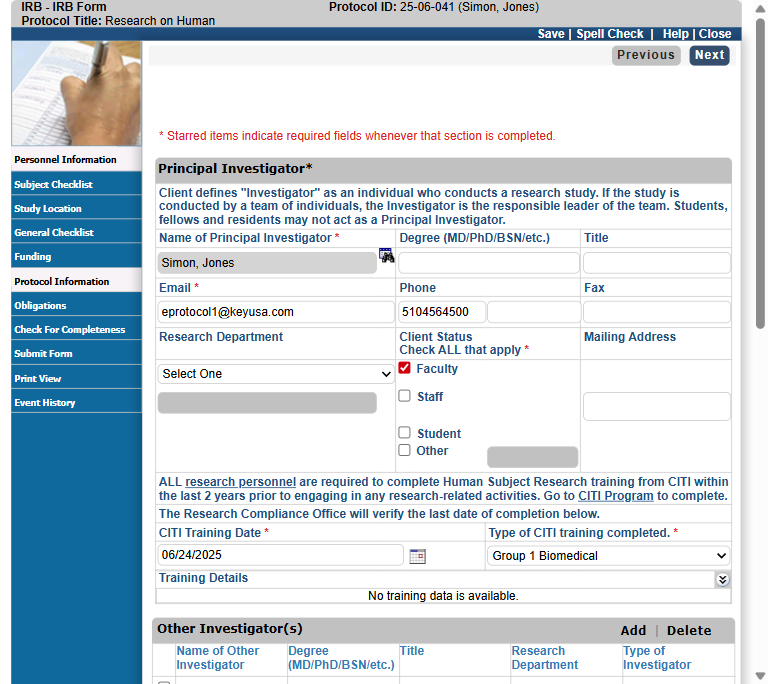 IRB - IRB Form
Protocol ID: 25-06-041 (Simon, Jones)
Protocol Title: Research on Human
Save | Spell Check | Help | Close
Previous
Next
Personnel Information
Subject Checklist
Study Location
General Checklist
Funding
Protocol Information
Obligations
Check For Completeness
Submit Form
Print View
Event History
* Starred items indicate required fields whenever that section is completed.
Principal Investigator*
Client defines "Investigator" as an individual who conducts a research study. If the study is
conducted by a team of individuals, the Investigator is the responsible leader of the team. Students,
fellows and residents may not act as a Principal Investigator.
Name of Principal Investigator *
Degree (MD/PhD/BSN/etc.)
Title
Simon, Jones
Email *
Phone
Fax
eprotocol1@keyusa.com
5104564500
Research Department
Client Status
Check ALL that apply *
Mailing Address
Select One
Faculty
Staff
Student
Other
ALL research personnel are required to complete Human Subject Research training from CITI within
the last 2 years prior to engaging in any research-related activities. Go to CITI Program to complete.
The Research Compliance Office will verify the last date of completion below.
CITI Training Date *
Type of CITI training completed. *
06/24/2025
Group 1 Biomedical
Training Details
No training data is available.
Other Investigator(s)
Add | Delete
Name of Other
Investigator
Degree
(MD/PhD/BSN/etc.)
Title
Research
Department
Type of
Investigator